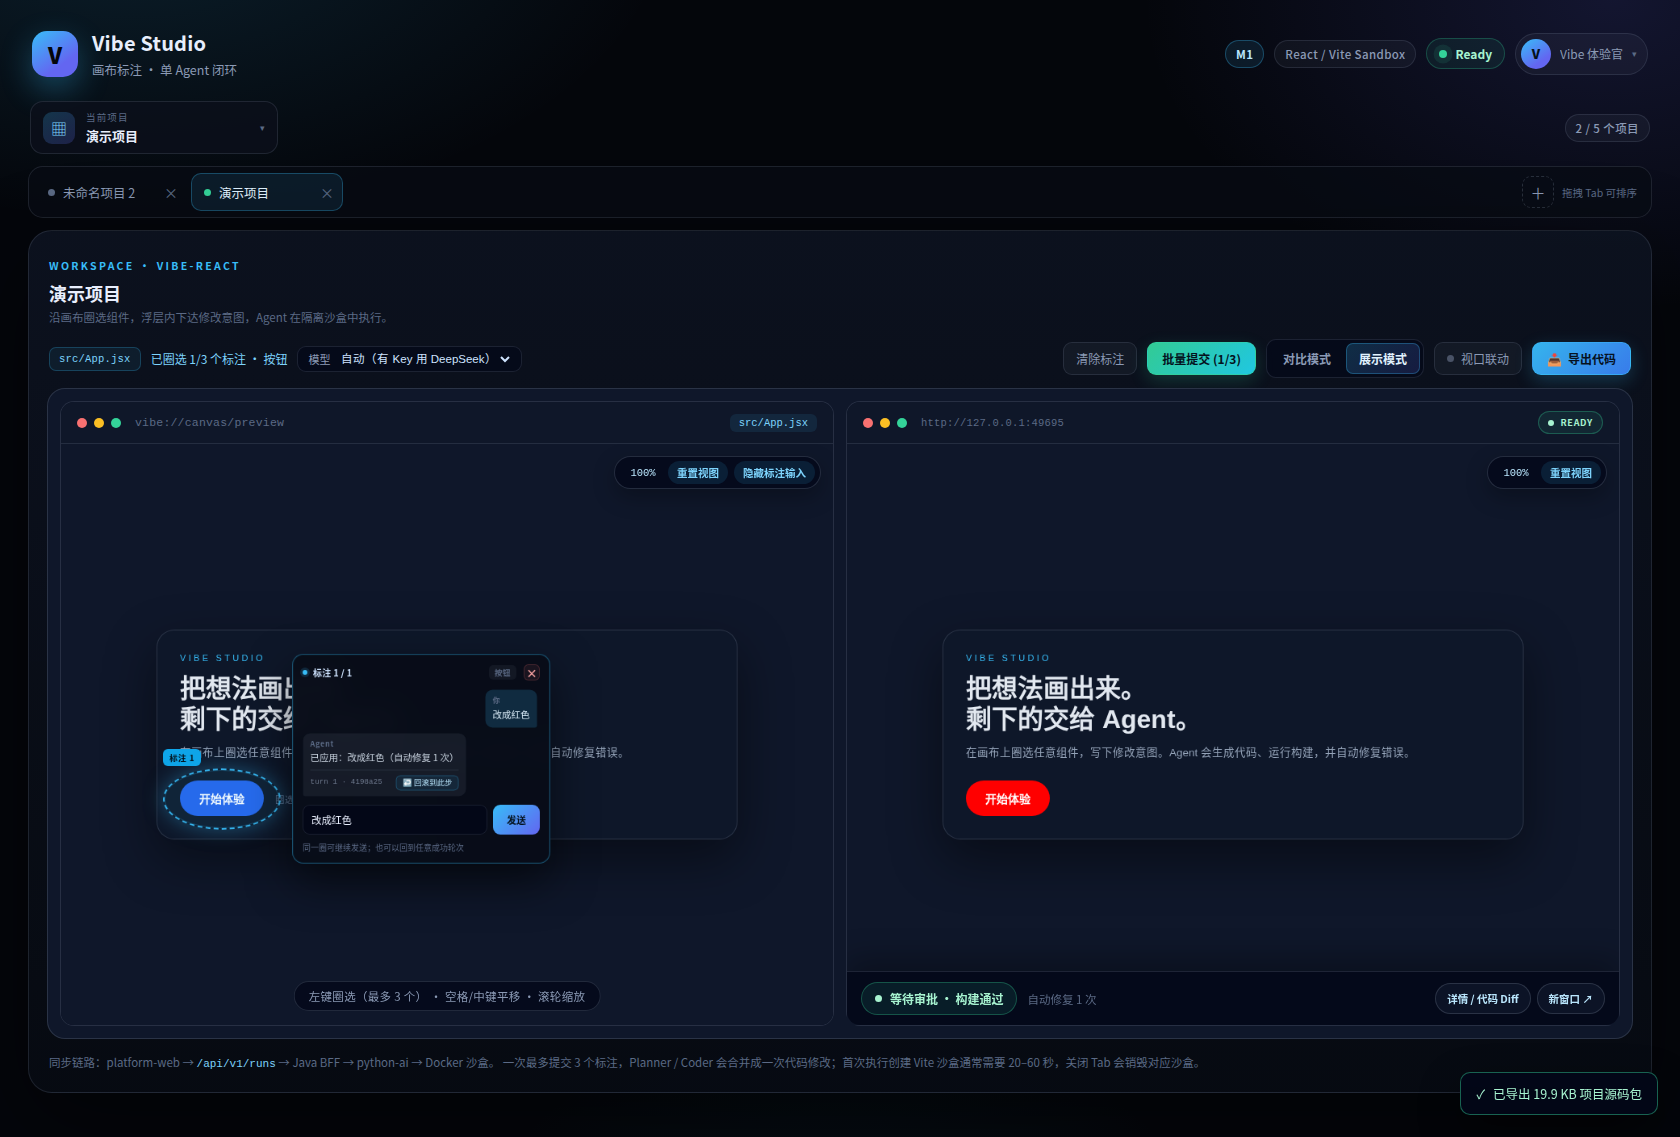 V
Vibe Studio
画布标注 · 单 Agent 闭环
M1
React / Vite Sandbox
Ready
V
Vibe 体验官
当前项目
演示项目
2 / 5 个项目
未命名项目 2
演示项目
拖拽 Tab 可排序
WORKSPACE · VIBE-REACT
演示项目
沿画布圈选组件，浮层内下达修改意图，Agent 在隔离沙盒中执行。
src/App.jsx
已圈选 1/3 个标注 · 按钮
模型
自动（有 Key 用 DeepSeek）
清除标注
批量提交 (1/3)
对比模式
展示模式
视口联动
导出代码
vibe://canvas/preview
src/App.jsx
100%
重置视图
隐藏标注输入
VIBE STUDIO
把想法画出
剩下的交给
在画布上圈选任意组件
自动修复错误。
标注 1
开始体验
圈选
标注 1 / 1
按钮
你
改成红色
Agent
已应用：改成红色（自动修复 1 次）
turn 1 · 4198a25
回滚到此步
改成红色
发送
同一圈可继续发送；也可以回到任意成功轮次
左键圈选（最多 3 个） · 空格/中键平移 · 滚轮缩放
http://127.0.0.1:49695
READY
100%
重置视图
VIBE STUDIO
把想法画出来。
剩下的交给 Agent。
在画布上圈选任意组件，写下修改意图。Agent 会生成代码、运行构建，并自动修复错误。
开始体验
等待审批 · 构建通过
自动修复 1 次
详情 / 代码 Diff
新窗口 ↗
同步链路：platform-web → /api/v1/runs → Java BFF → python-ai → Docker 沙盒。 一次最多提交 3 个标注，Planner / Coder 会合并成一次代码修改；首次执行创建 Vite 沙盒通常需要 20–60 秒，关闭 Tab 会销毁对应沙盒。
✓ 已导出 19.9 KB 项目源码包